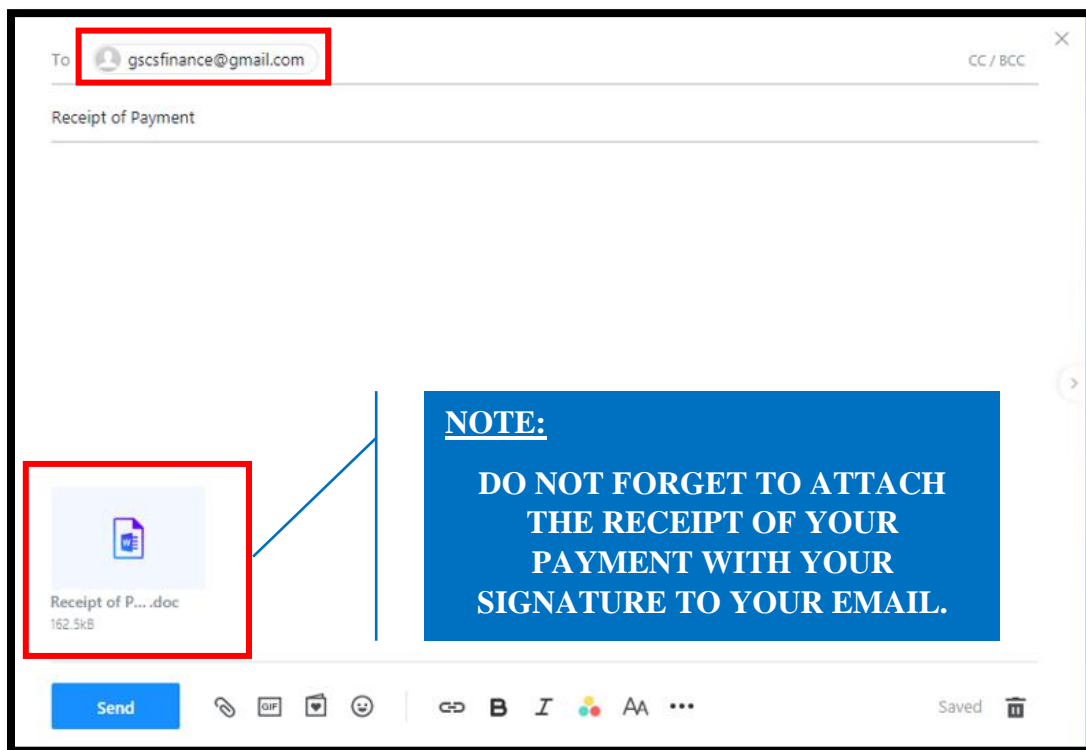 To gscsfinance@gmail.com CC / BCC
Receipt of Payment
NOTE:
DO NOT FORGET TO ATTACH
THE RECEIPT OF YOUR
PAYMENT WITH YOUR
SIGNATURE TO YOUR EMAIL.
Receipt of P... .doc
162.5kB
Send GIF B I AA Saved